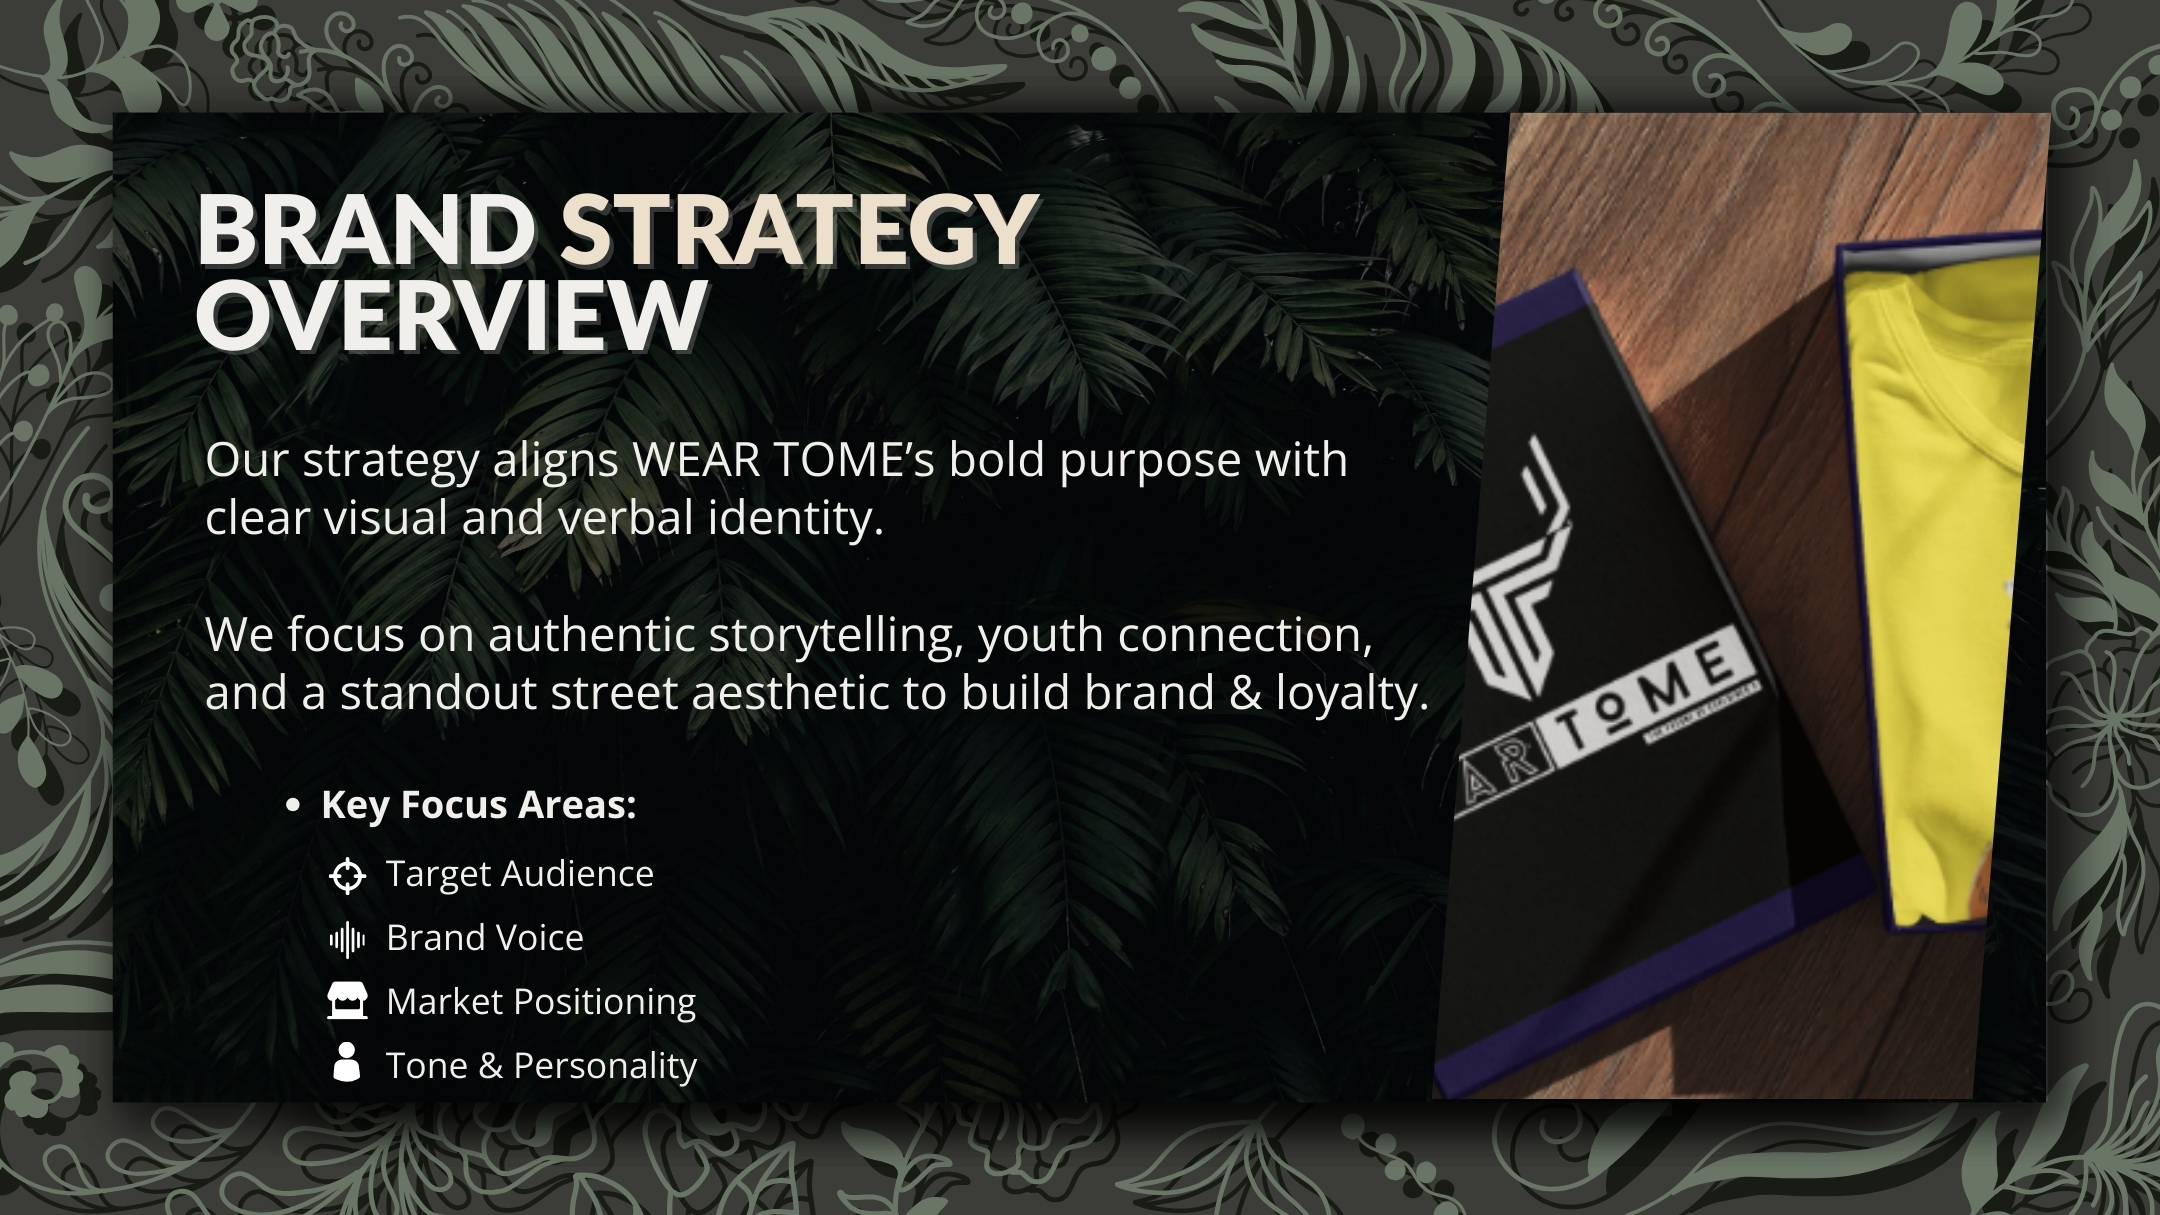 BRAND STRATEGY
OVERVIEW
Our strategy aligns WEAR TOME’s bold purpose with
clear visual and verbal identity.
We focus on authentic storytelling, youth connection,
and a standout street aesthetic to build brand & loyalty.
• Key Focus Areas:
Target Audience
Brand Voice
Market Positioning
Tone & Personality
AR TOME